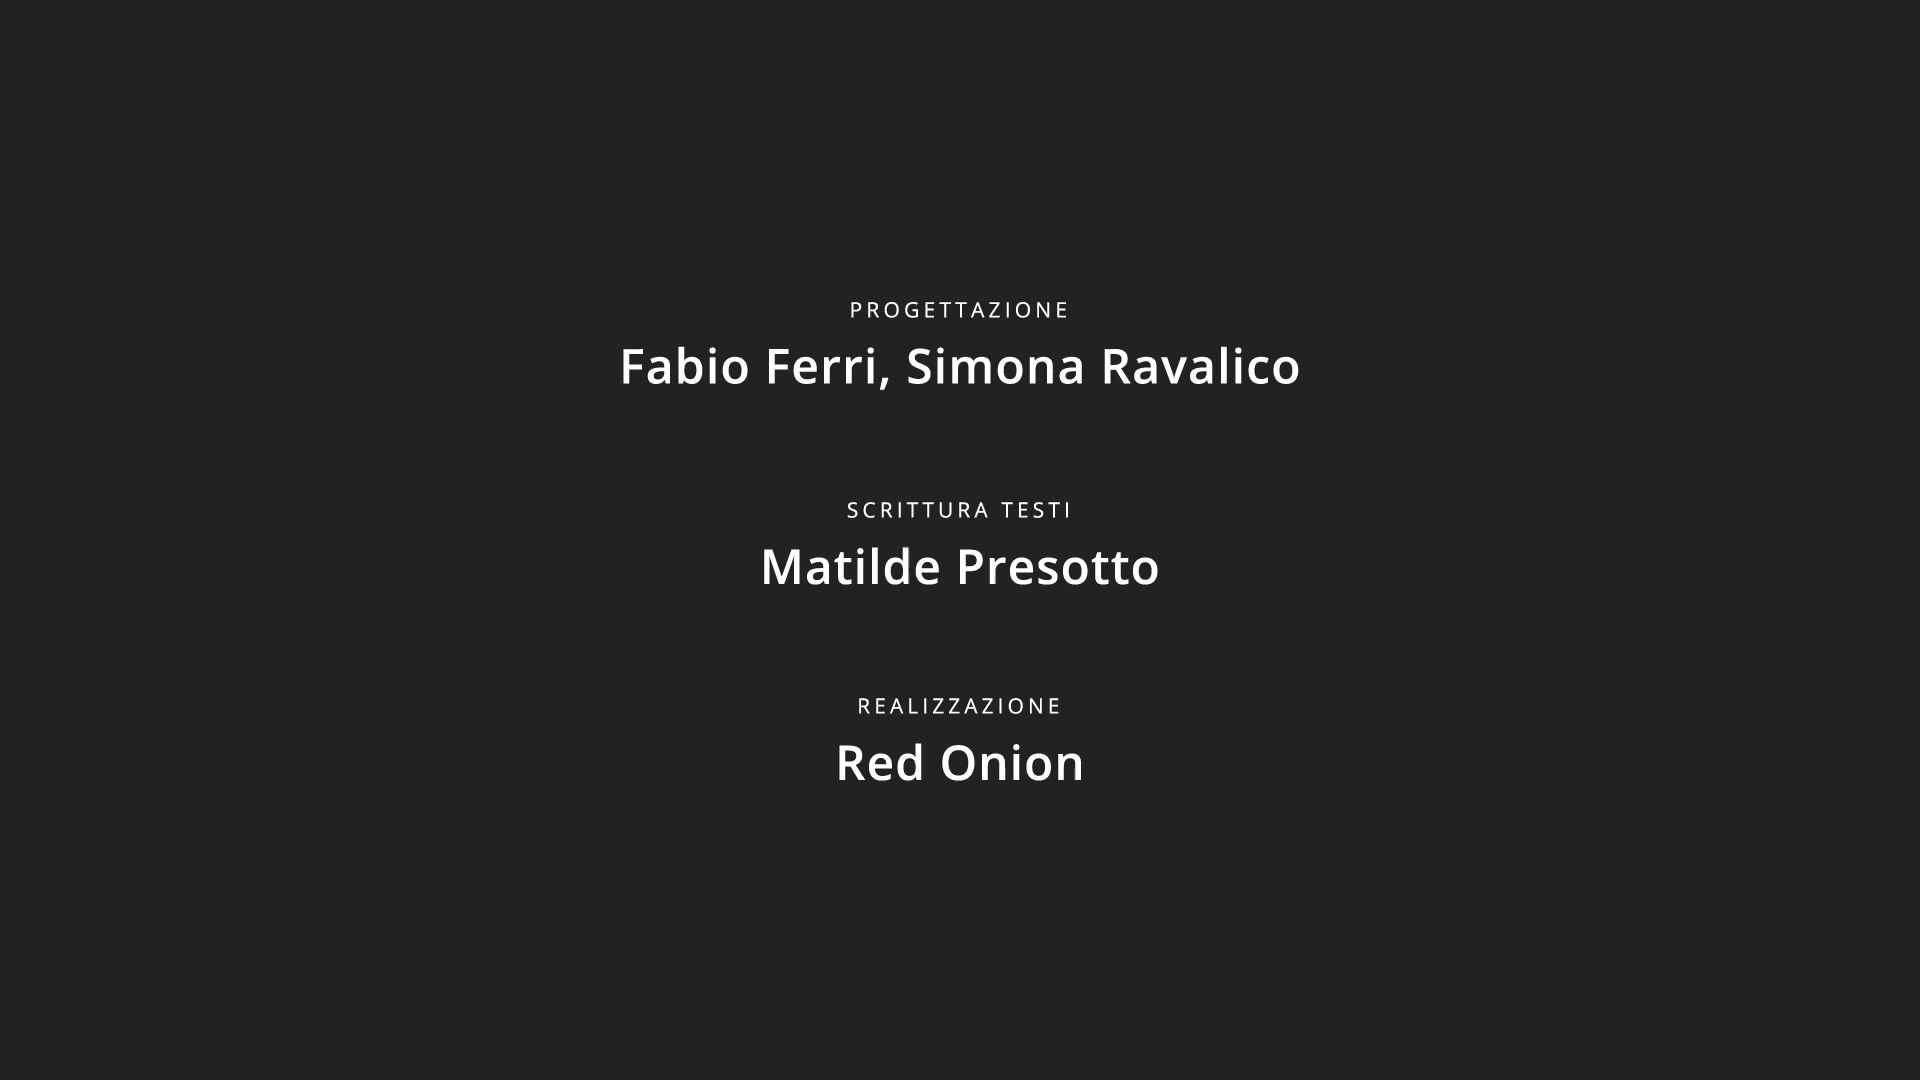 PROGETTAZIONE
Fabio Ferri, Simona Ravalico
SCRITTURA TESTI
Matilde Presotto
REALIZZAZIONE
Red Onion